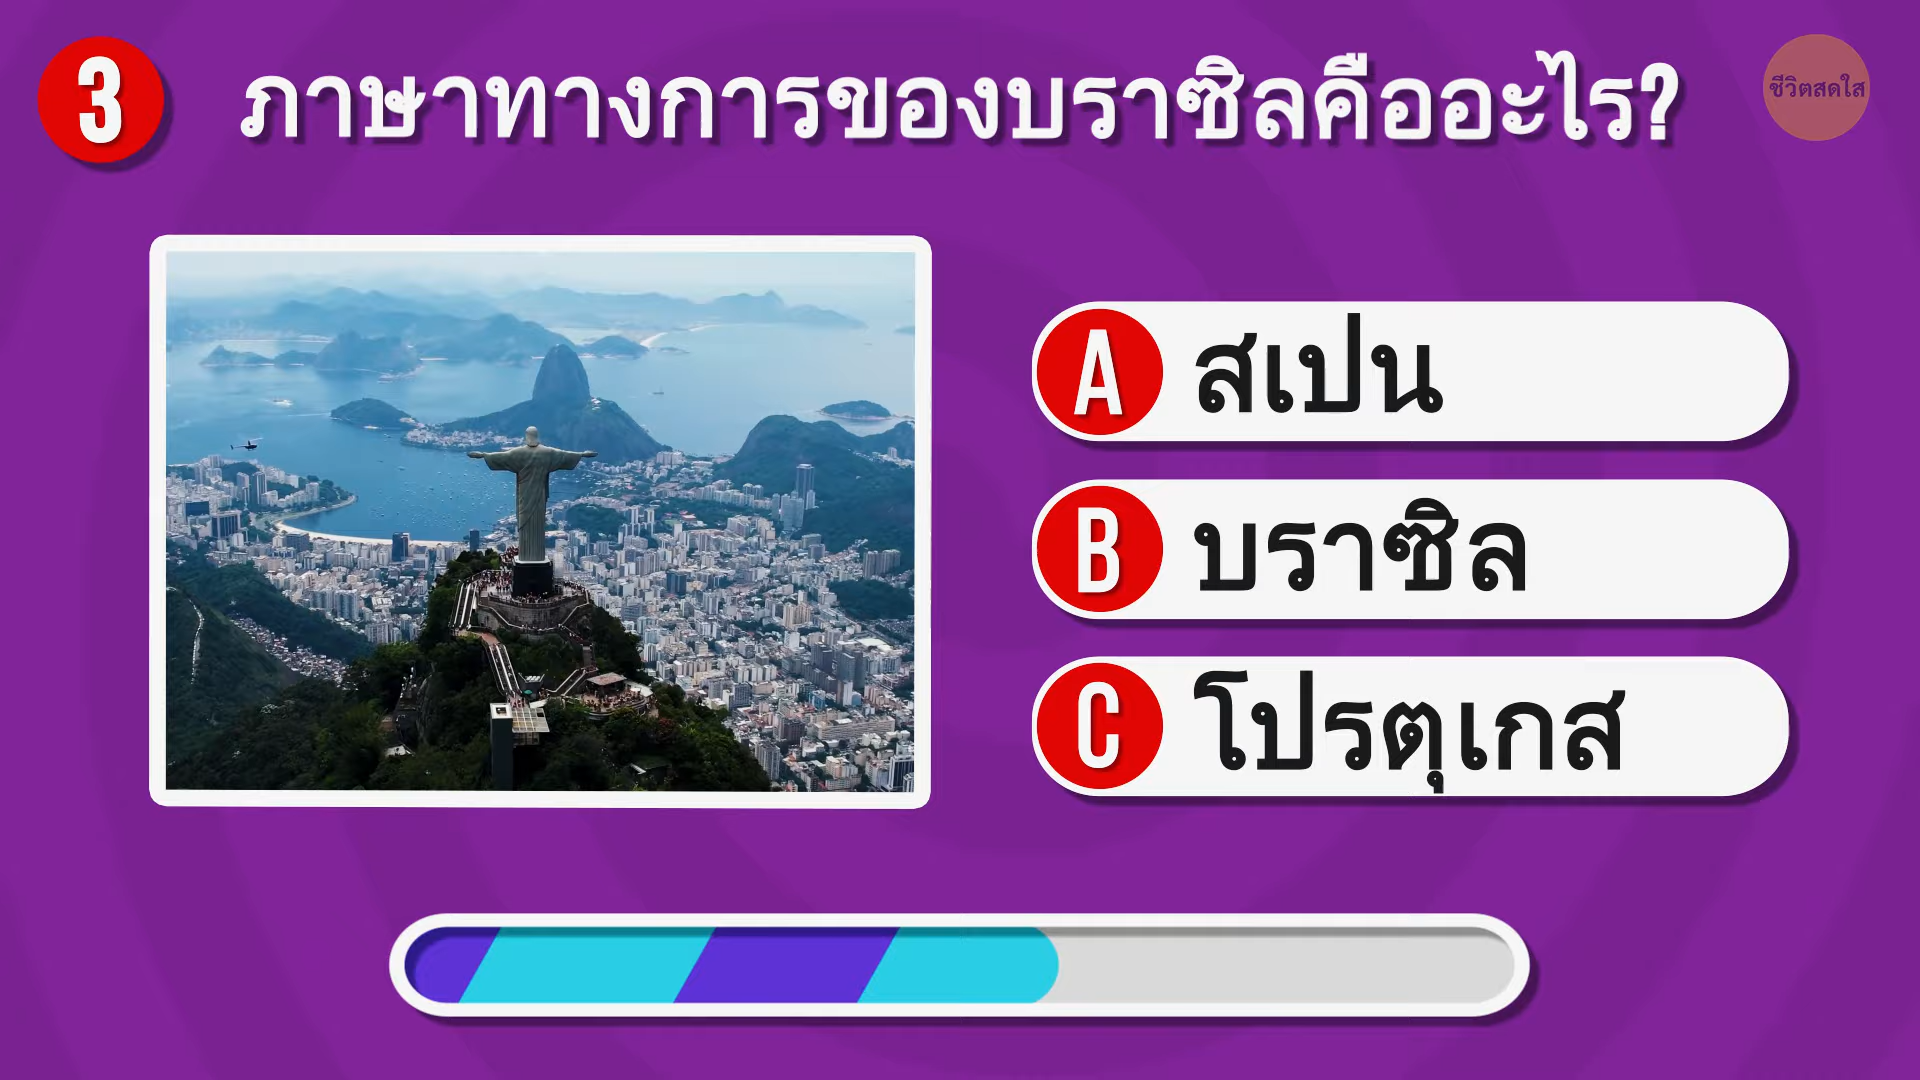 3
ภาษาทางการของบราซิลคืออะไร?
ชีวิตสดใส
A สเปน
B บราซิล
C โปรตุเกส